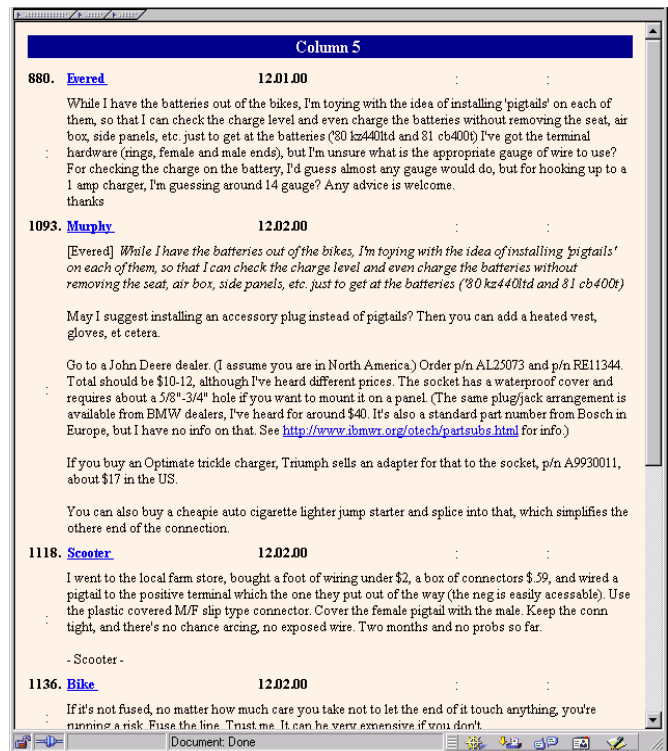 Column 5
880. Evered 12.01.00 : :
While I have the batteries out of the bikes, I'm toying with the idea of installing 'pigtails' on each of
them, so that I can check the charge level and even charge the batteries without removing the seat, air
box, side panels, etc. just to get at the batteries ('80 kz440ltd and 81 cb400t) I've got the terminal
: hardware (rings, female and male ends), but I'm unsure what is the appropriate gauge of wire to use?
For checking the charge on the battery, I'd guess almost any gauge would do, but for hooking up to a
1 amp charger, I'm guessing around 14 gauge? Any advice is welcome.
thanks
1093. Murphy 12.02.00 : :
[Evered] While I have the batteries out of the bikes, I'm toying with the idea of installing 'pigtails'
on each of them, so that I can check the charge level and even charge the batteries without
removing the seat, air box, side panels, etc. just to get at the batteries ('80 kz440ltd and 81 cb400t)
May I suggest installing an accessory plug instead of pigtails? Then you can add a heated vest,
gloves, et cetera.
Go to a John Deere dealer. (I assume you are in North America.) Order p/n AL25073 and p/n RE11344.
: Total should be $10-12, although I've heard different prices. The socket has a waterproof cover and
requires about a 5/8"-3/4" hole if you want to mount it on a panel. (The same plug/jack arrangement is
available from BMW dealers, I've heard for around $40. It's also a standard part number from Bosch in
Europe, but I have no info on that. See http://www.ibmwr.org/otech/partsubs.html for info.)
If you buy an Optimate trickle charger, Triumph sells an adapter for that to the socket, p/n A9930011,
about $17 in the US.
You can also buy a cheapie auto cigarette lighter jump starter and splice into that, which simplifies the
othere end of the connection.
1118. Scooter 12.02.00 : :
I went to the local farm store, bought a foot of wiring under $2, a box of connectors $.59, and wired a
pigtail to the positive terminal which the one they put out of the way (the neg is easily acessable). Use
: the plastic covered M/F slip type connector. Cover the female pigtail with the male. Keep the conn
tight, and there's no chance arcing, no exposed wire. Two months and no probs so far.
- Scooter -
1136. Bike 12.02.00 : :
If it's not fused, no matter how much care you take not to let the end of it touch anything, you're
: running a risk. Fuse the line. Trust me. It can be very expensive if you don't.
Document: Done